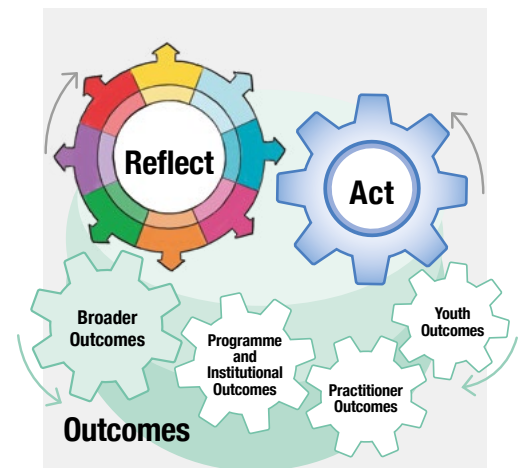 Reflect
Act
Broader
Outcomes
Programme
and
Institutional
Outcomes
Practitioner
Outcomes
Youth
Outcomes
Outcomes